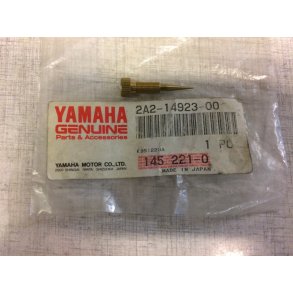 YAMAHA
GENUINE
Parts & Accessories
2A2-14923-00
1 PC
YAMAHA MOTOR CO., LTD.
145 221-0
MADE IN JAPAN